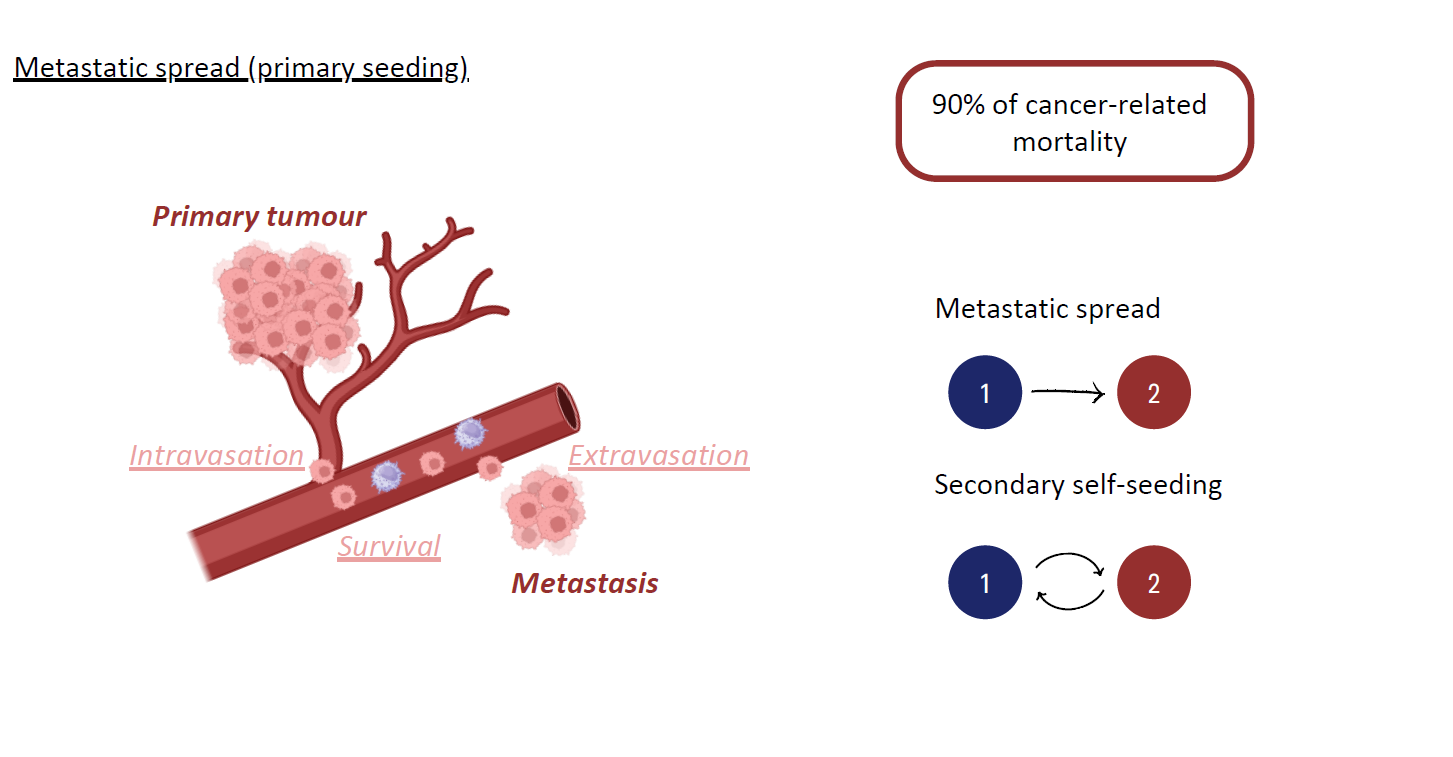 Metastatic spread (primary seeding)
90% of cancer-related
mortality
Primary tumour
Intravasation
Extravasation
Survival
Metastasis
Metastatic spread
1
2
Secondary self-seeding
1
2